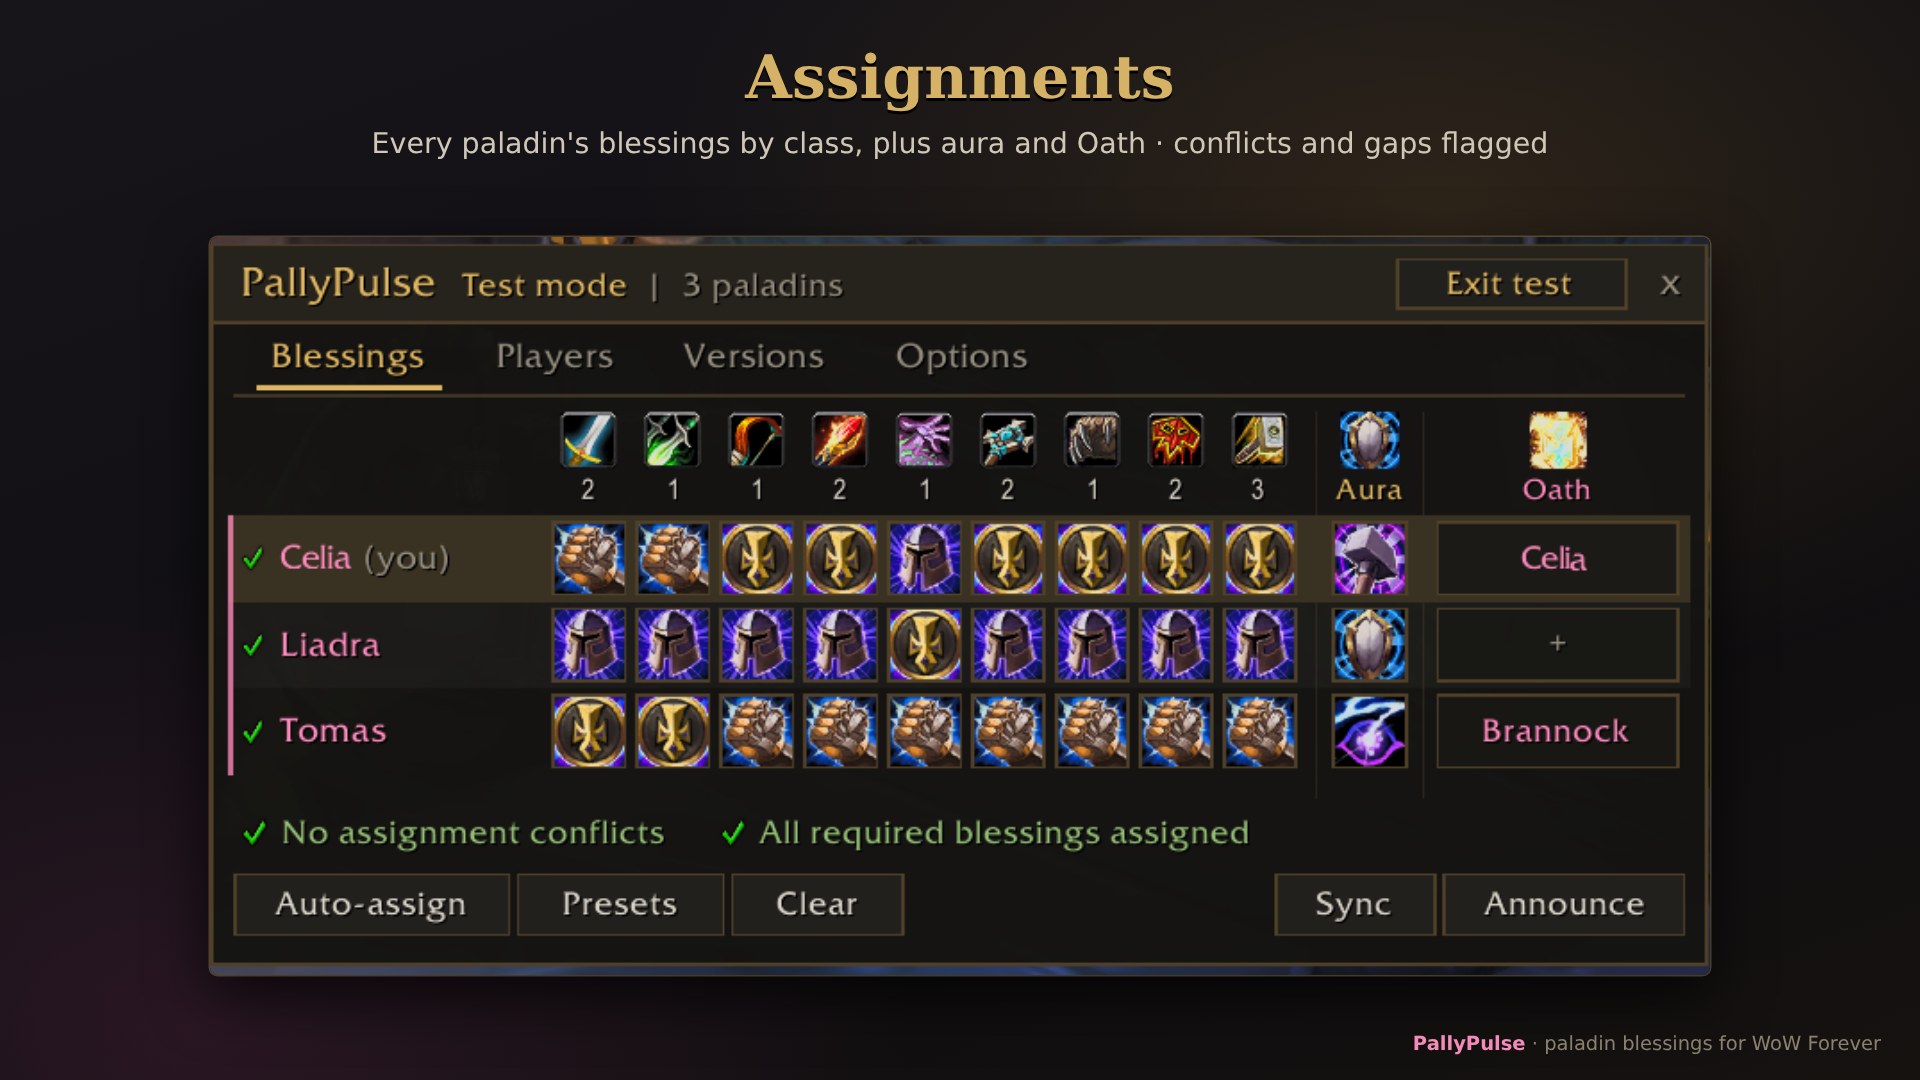 Assignments
Every paladin's blessings by class, plus aura and Oath · conflicts and gaps flagged
PallyPulse Test mode | 3 paladins Exit test x
Blessings Players Versions Options
2 1 1 2 1 2 1 2 3 Aura Oath
Celia (you) Celia
Liadra +
Tomas Brannock
No assignment conflicts All required blessings assigned
Auto-assign Presets Clear Sync Announce
PallyPulse · paladin blessings for WoW Forever